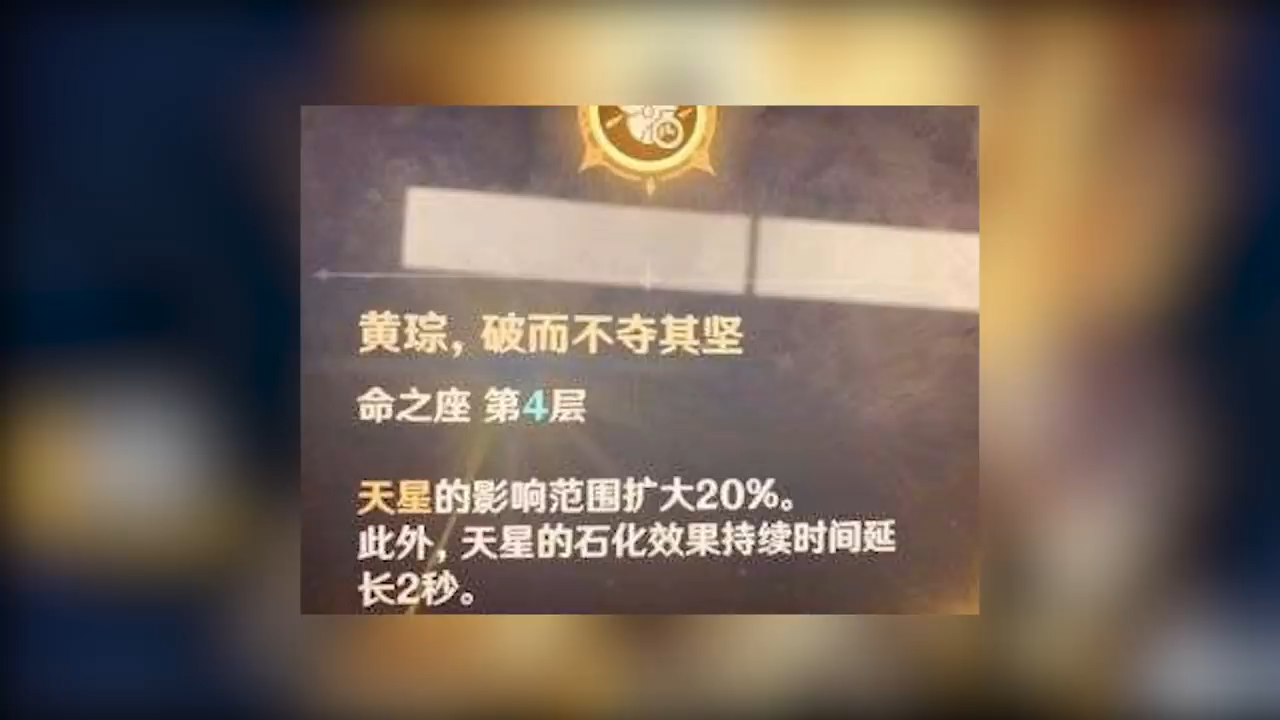 黄琮，破而不夺其坚
命之座 第4层
天星的影响范围扩大20%。
此外，天星的石化效果持续时间延
长2秒。